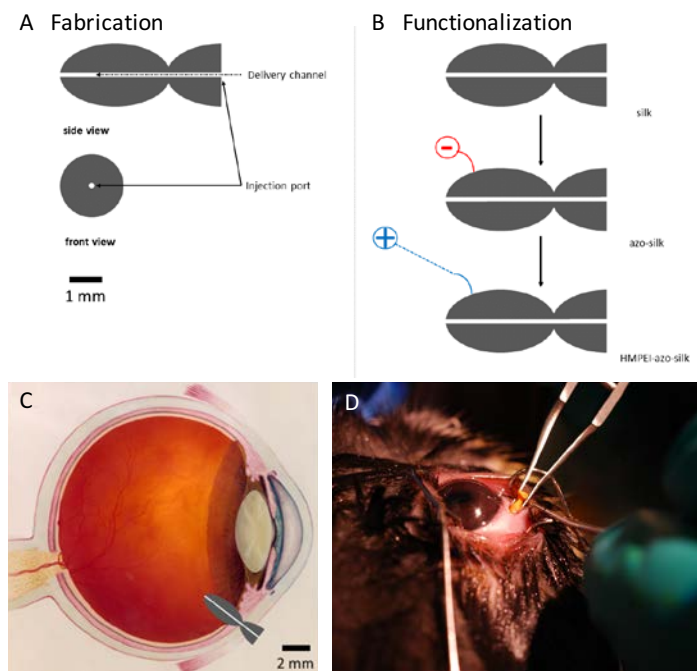 A Fabrication
Delivery channel
side view
Injection port
front view
1 mm
B Functionalization
silk
azo-silk
HMPEI-azo-silk
C
2 mm
D